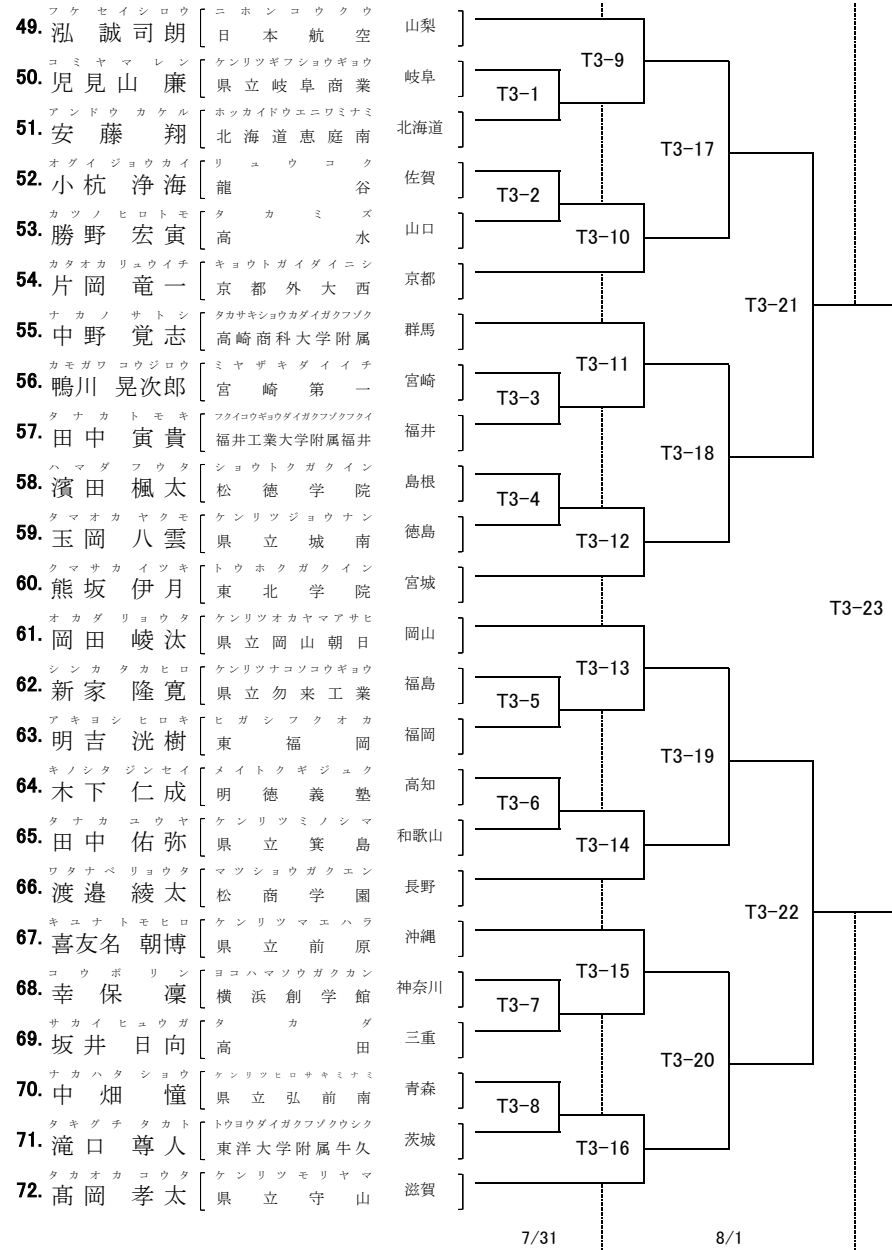 フケ セイシロウ ニホンコウクウ
49. 泓 誠司朗 日本航空 山梨
コミヤマ レン ケンリツギフショウギョウ
50. 児見山 廉 県立岐阜商業 岐阜
アンドウ カケル ホッカイドウエニワミナミ
51. 安藤 翔 北海道恵庭南 北海道
オグイ ジョウカイ リュウコク
52. 小杭 浄海 龍谷 佐賀
カツノ ヒロトモ タカミズ
53. 勝野 宏寅 高水 山口
カタオカ リュウイチ キョウトガイダイニシ
54. 片岡 竜一 京都外大西 京都
ナカノ サトシ タカサキショウカダイガクフゾク
55. 中野 覚志 高崎商科大学附属 群馬
カモガワ コウジロウ ミヤザキダイイチ
56. 鴨川 晃次郎 宮崎第一 宮崎
タナカ トモキ フクイコウギョウダイガクフゾクフクイ
57. 田中 寅貴 福井工業大学附属福井 福井
ハマダ フウタ ショウトクガクイン
58. 濱田 楓太 松徳学院 島根
タマオカ ヤクモ ケンリツジョウナン
59. 玉岡 八雲 県立城南 徳島
クマサカ イツキ トウホクガクイン
60. 熊坂 伊月 東北学院 宮城
オカダ リョウタ ケンリツオカヤマアサヒ
61. 岡田 崚汰 県立岡山朝日 岡山
シンカ タカヒロ ケンリツナコソコウギョウ
62. 新家 隆寛 県立勿来工業 福島
アキヨシ ヒロキ ヒガシフクオカ
63. 明吉 洸樹 東福岡 福岡
キノシタ ジンセイ メイトクギジュク
64. 木下 仁成 明徳義塾 高知
タナカ ユウヤ ケンリツミノシマ
65. 田中 佑弥 県立箕島 和歌山
ワタナベ リョウタ マツショウガクエン
66. 渡邉 綾太 松商学園 長野
キユナ トモヒロ ケンリツマエハラ
67. 喜友名 朝博 県立前原 沖縄
コウボ リン ヨコハマソウガクカン
68. 幸保 凜 横浜創学館 神奈川
サカイ ヒュウガ タカダ
69. 坂井 日向 高田 三重
ナカハタ ショウ ケンリツヒロサキミナミ
70. 中畑 憧 県立弘前南 青森
タキグチ タカト トウヨウダイガクフゾクウシク
71. 滝口 尊人 東洋大学附属牛久 茨城
タカオカ コウタ ケンリツモリヤマ
72. 髙岡 孝太 県立守山 滋賀
T3-1
T3-2
T3-3
T3-4
T3-5
T3-6
T3-7
T3-8
T3-9
T3-10
T3-11
T3-12
T3-13
T3-14
T3-15
T3-16
T3-17
T3-18
T3-19
T3-20
T3-21
T3-22
T3-23
7/31 8/1